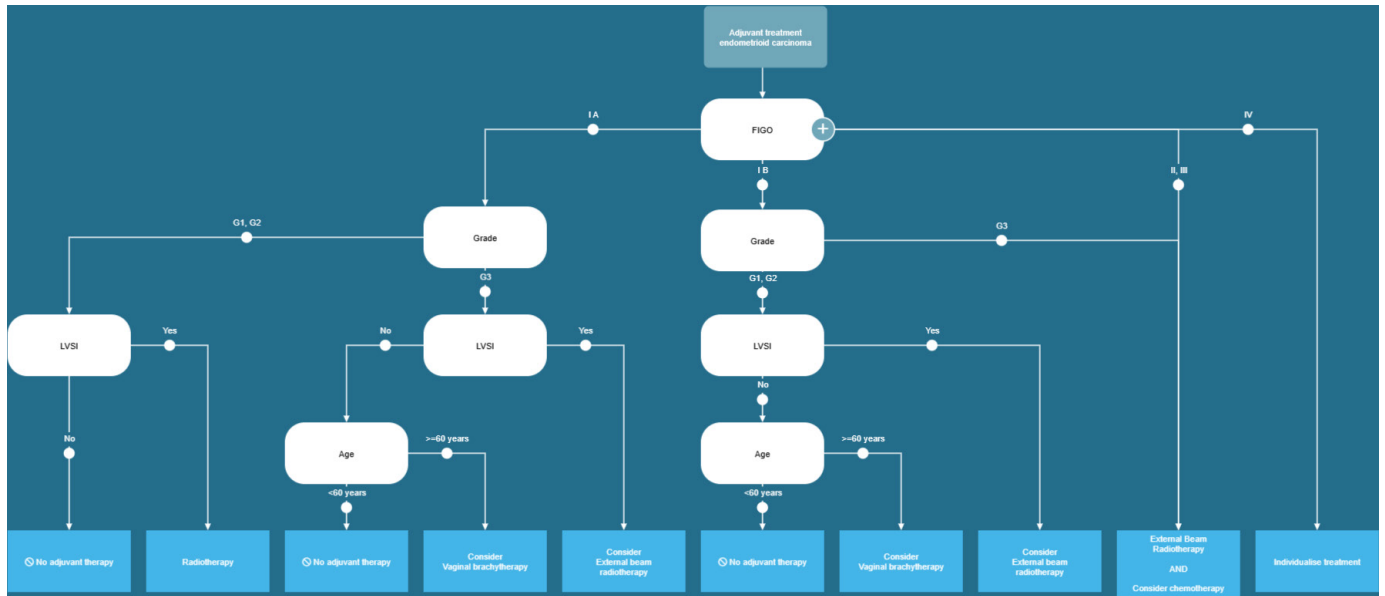 Adjuvant treatment
endometrioid carcinoma
I A
FIGO
+
IV
I B
II, III
G1, G2
Grade
Grade
G3
G3
G1, G2
LVSI
Yes
No
LVSI
Yes
LVSI
Yes
No
No
Age
>=60 years
Age
>=60 years
<60 years
<60 years
No adjuvant therapy
Radiotherapy
No adjuvant therapy
Consider
Vaginal brachytherapy
Consider
External beam
radiotherapy
No adjuvant therapy
Consider
Vaginal brachytherapy
Consider
External beam
radiotherapy
External Beam
Radiotherapy
AND
Consider chemotherapy
Individualise treatment